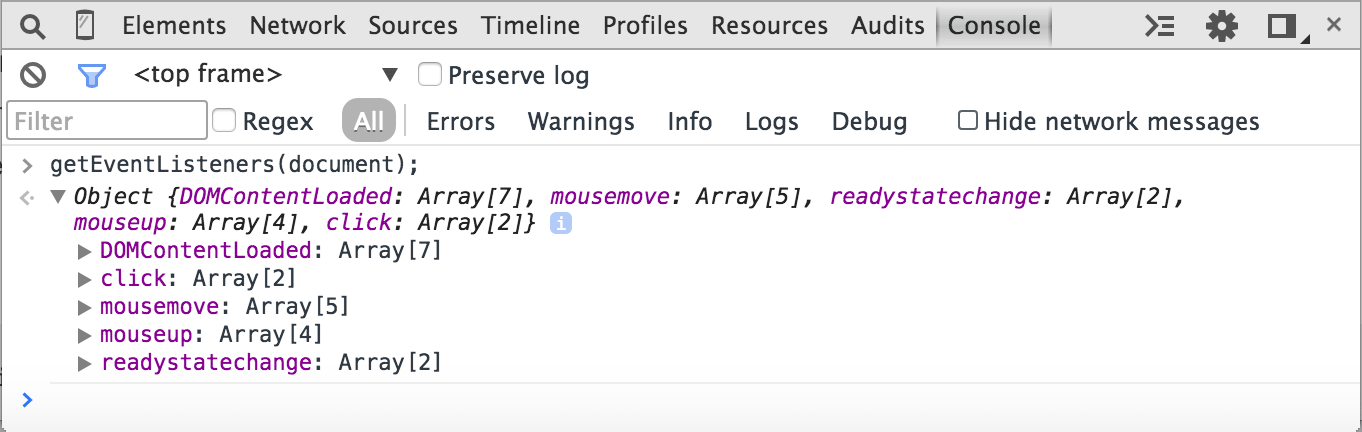 Elements Network Sources Timeline Profiles Resources Audits Console
<top frame> Preserve log
Filter Regex All Errors Warnings Info Logs Debug Hide network messages
> getEventListeners(document);
Object {DOMContentLoaded: Array[7], mousemove: Array[5], readystatechange: Array[2],
mouseup: Array[4], click: Array[2]} i
DOMContentLoaded: Array[7]
click: Array[2]
mousemove: Array[5]
mouseup: Array[4]
readystatechange: Array[2]
>